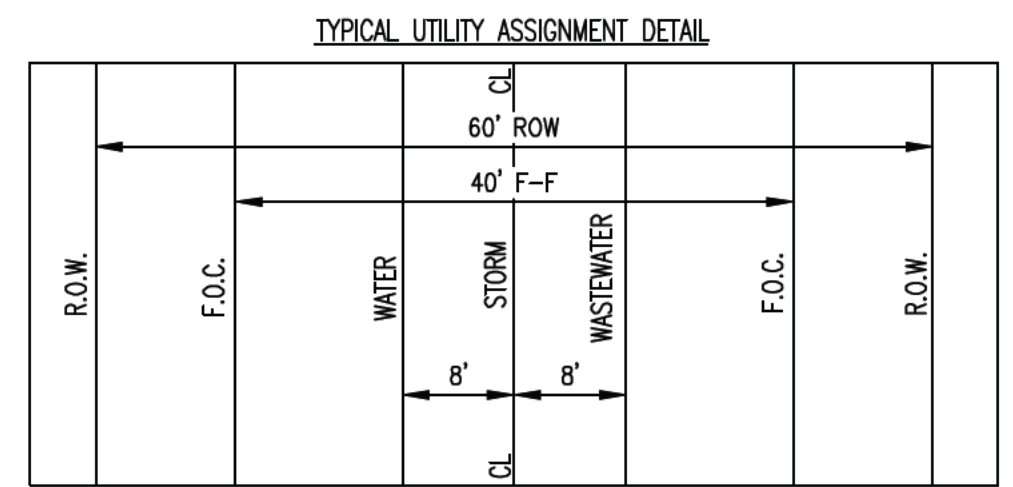 TYPICAL UTILITY ASSIGNMENT DETAIL
CL
60' ROW
40' F-F
R.O.W.
F.O.C.
WATER
STORM
WASTEWATER
F.O.C.
R.O.W.
8'
8'
CL